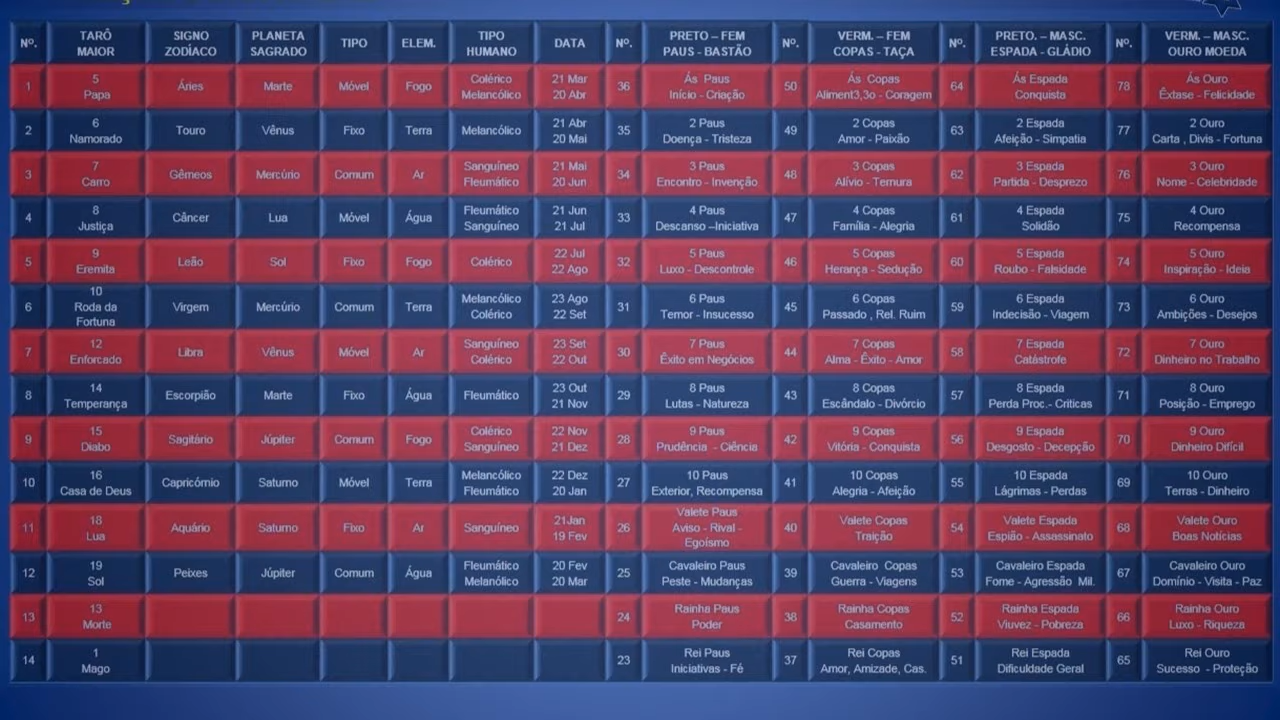 Nº. TARÔ MAIOR SIGNO ZODÍACO PLANETA SAGRADO TIPO ELEM. TIPO HUMANO DATA Nº. PRETO – FEM PAUS - BASTÃO Nº. VERM. – FEM COPAS - TAÇA Nº. PRETO. – MASC. ESPADA - GLÁDIO Nº. VERM. – MASC. OURO MOEDA
1 5 Papa Áries Marte Móvel Fogo Colérico Melancólico 21 Mar 20 Abr 36 Ás Paus Início - Criação 50 Ás Copas Aliment3,3o - Coragem 64 Ás Espada Conquista 78 Ás Ouro Êxtase - Felicidade
2 6 Namorado Touro Vênus Fixo Terra Melancólico 21 Abr 20 Mai 35 2 Paus Doença - Tristeza 49 2 Copas Amor - Paixão 63 2 Espada Afeição - Simpatia 77 2 Ouro Carta , Divis - Fortuna
3 7 Carro Gêmeos Mercúrio Comum Ar Sanguíneo Fleumático 21 Mai 20 Jun 34 3 Paus Encontro - Invenção 48 3 Copas Alívio - Ternura 62 3 Espada Partida - Desprezo 76 3 Ouro Nome - Celebridade
4 8 Justiça Câncer Lua Móvel Água Fleumático Sanguíneo 21 Jun 21 Jul 33 4 Paus Descanso –Iniciativa 47 4 Copas Família - Alegria 61 4 Espada Solidão 75 4 Ouro Recompensa
5 9 Eremita Leão Sol Fixo Fogo Colérico 22 Jul 22 Ago 32 5 Paus Luxo - Descontrole 46 5 Copas Herança - Sedução 60 5 Espada Roubo - Falsidade 74 5 Ouro Inspiração - Ideia
6 10 Roda da Fortuna Virgem Mercúrio Comum Terra Melancólico Colérico 23 Ago 22 Set 31 6 Paus Temor - Insucesso 45 6 Copas Passado , Rel. Ruim 59 6 Espada Indecisão - Viagem 73 6 Ouro Ambições - Desejos
7 12 Enforcado Libra Vênus Móvel Ar Sanguíneo Colérico 23 Set 22 Out 30 7 Paus Êxito em Negócios 44 7 Copas Alma - Êxito - Amor 58 7 Espada Catástrofe 72 7 Ouro Dinheiro no Trabalho
8 14 Temperança Escorpião Marte Fixo Água Fleumático 23 Out 21 Nov 29 8 Paus Lutas - Natureza 43 8 Copas Escândalo - Divórcio 57 8 Espada Perda Proc.- Criticas 71 8 Ouro Posição - Emprego
9 15 Diabo Sagitário Júpiter Comum Fogo Colérico Sanguíneo 22 Nov 21 Dez 28 9 Paus Prudência - Ciência 42 9 Copas Vitória - Conquista 56 9 Espada Desgosto - Decepção 70 9 Ouro Dinheiro Difícil
10 16 Casa de Deus Capricórnio Saturno Móvel Terra Melancólico Fleumático 22 Dez 20 Jan 27 10 Paus Exterior, Recompensa 41 10 Copas Alegria - Afeição 55 10 Espada Lágrimas - Perdas 69 10 Ouro Terras - Dinheiro
11 18 Lua Aquário Saturno Fixo Ar Sanguíneo 21Jan 19 Fev 26 Valete Paus Aviso - Rival - Egoísmo 40 Valete Copas Traição 54 Valete Espada Espião - Assassinato 68 Valete Ouro Boas Notícias
12 19 Sol Peixes Júpiter Comum Água Fleumático Melanólico 20 Fev 20 Mar 25 Cavaleiro Paus Peste - Mudanças 39 Cavaleiro Copas Guerra - Viagens 53 Cavaleiro Espada Fome - Agressão Mil. 67 Cavaleiro Ouro Domínio - Visita - Paz
13 13 Morte 24 Rainha Paus Poder 38 Rainha Copas Casamento 52 Rainha Espada Viuvez - Pobreza 66 Rainha Ouro Luxo - Riqueza
14 1 Mago 23 Rei Paus Iniciativas - Fé 37 Rei Copas Amor, Amizade, Cas. 51 Rei Espada Dificuldade Geral 65 Rei Ouro Sucesso - Proteção